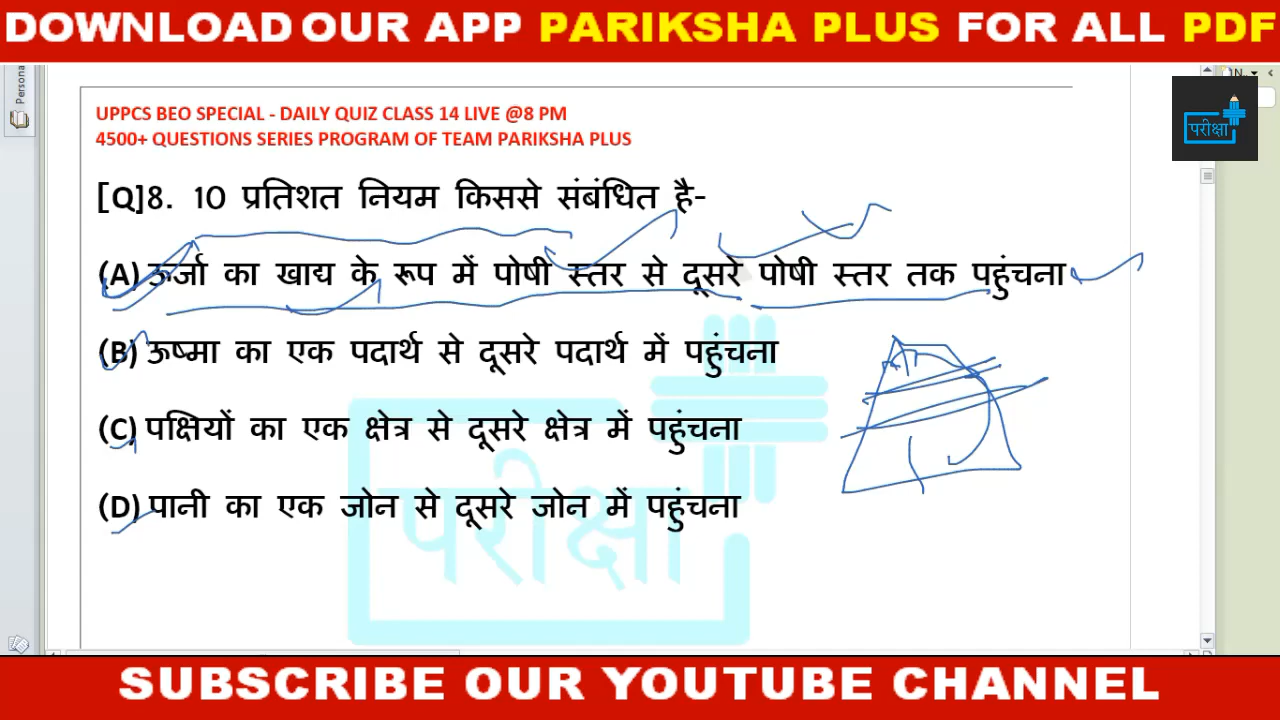 DOWNLOAD OUR APP PARIKSHA PLUS FOR ALL PDF
Persona
IN..
परीक्षा
UPPCS BEO SPECIAL - DAILY QUIZ CLASS 14 LIVE @8 PM
4500+ QUESTIONS SERIES PROGRAM OF TEAM PARIKSHA PLUS
[Q]8. 10 प्रतिशत नियम किससे संबंधित है-
(A) ऊर्जा का खाद्य के रूप में पोषी स्तर से दूसरे पोषी स्तर तक पहुंचना
(B) ऊष्मा का एक पदार्थ से दूसरे पदार्थ में पहुंचना
(C) पक्षियों का एक क्षेत्र से दूसरे क्षेत्र में पहुंचना
(D) पानी का एक जोन से दूसरे जोन में पहुंचना
परीक्षा
SUBSCRIBE OUR YOUTUBE CHANNEL